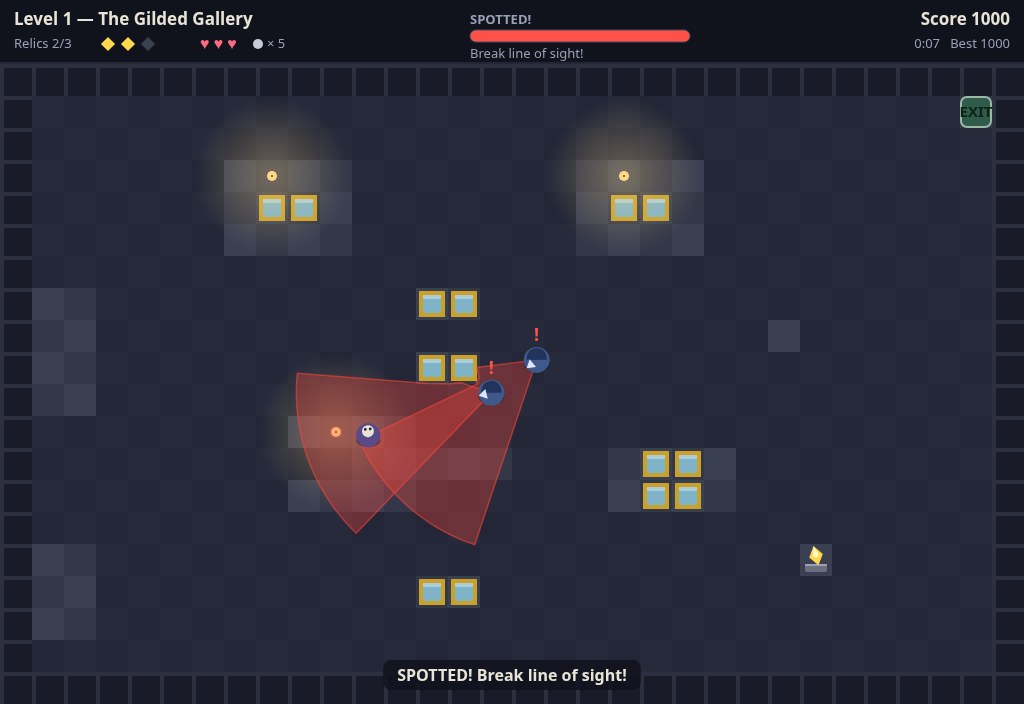 Level 1 — The Gilded Gallery
Relics 2/3
× 5
SPOTTED!
Break line of sight!
Score 1000
0:07 Best 1000
EXIT
!
!
SPOTTED! Break line of sight!